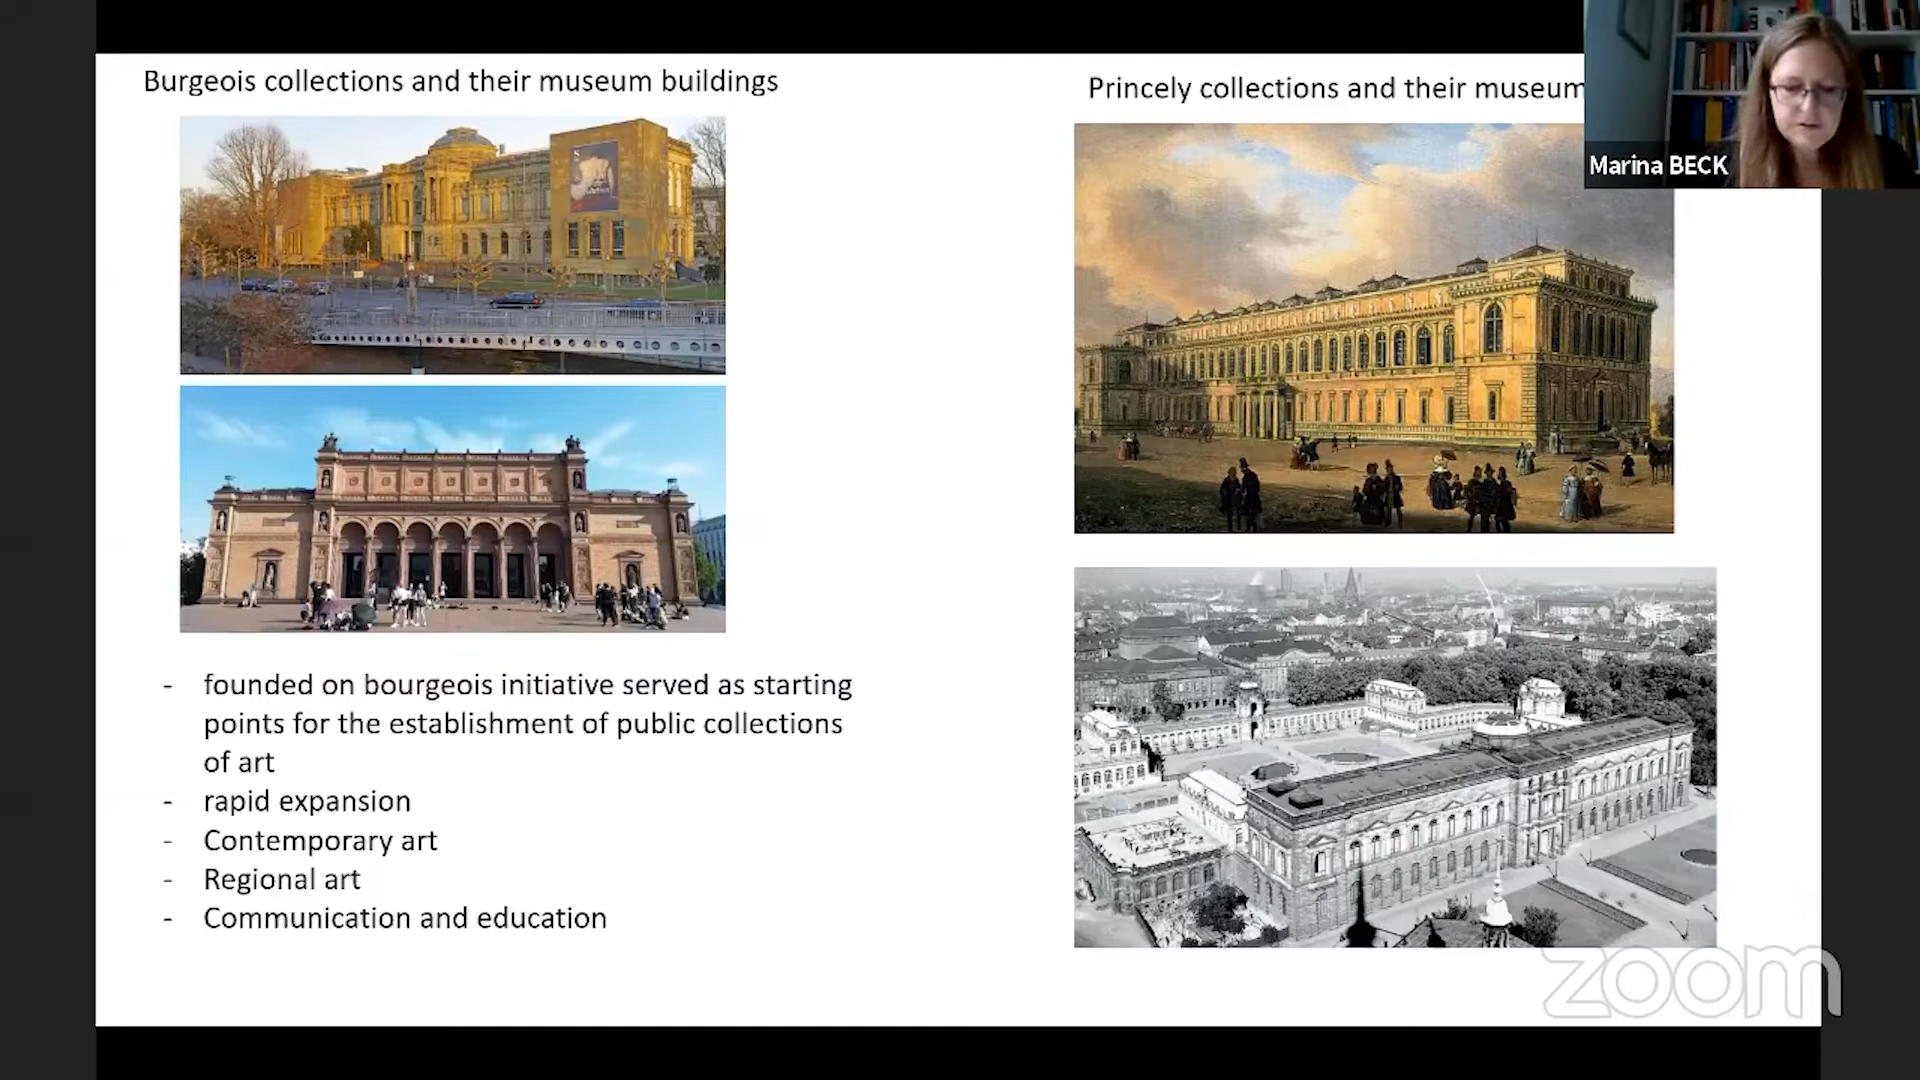 Burgeois collections and their museum buildings
Princely collections and their museum
Marina BECK
- founded on bourgeois initiative served as starting
points for the establishment of public collections
of art
- rapid expansion
- Contemporary art
- Regional art
- Communication and education
zoom